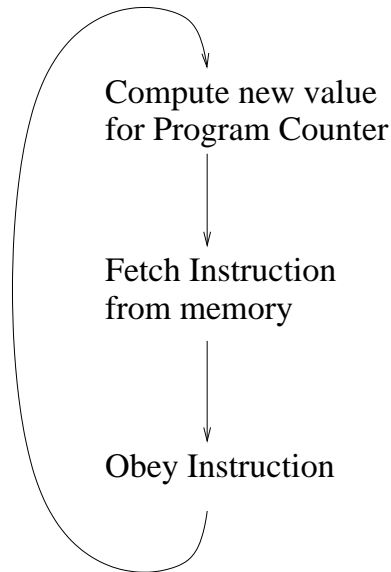 Compute new value
for Program Counter
Fetch Instruction
from memory
Obey Instruction